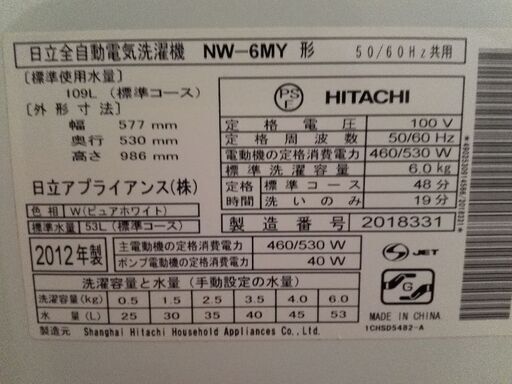 日立全自動電気洗濯機 NW-6MY 形 50/60Hz共用
[標準使用水量]
109L (標準コース)
[外形寸法]
幅 577 mm
奥行 530 mm
高さ 986 mm
日立アプライアンス(株)
色相 W(ピュアホワイト)
標準水量 53L (標準コース)
PS
E
HITACHI
定格電圧 100 V
定格周波数 50/60 Hz
電動機の定格消費電力 460/530 W
標準洗濯容量 6.0kg
定格時間 標準コース 48分
洗いのみ 19分
製造番号 2018331
2012年製
主電動機の定格消費電力 460/530 W
ポンプ電動機の定格消費電力 40 W
JET
洗濯容量と水量 (手動設定の水量)
洗濯容量(kg) 0.5 1.5 2.5 3.5 4.0 6.0
水量(L) 25 30 35 40 45 53
製造元 Shanghai Hitachi Household Appliances Co.,Ltd.
MADE IN CHINA
1CHSD5482-A